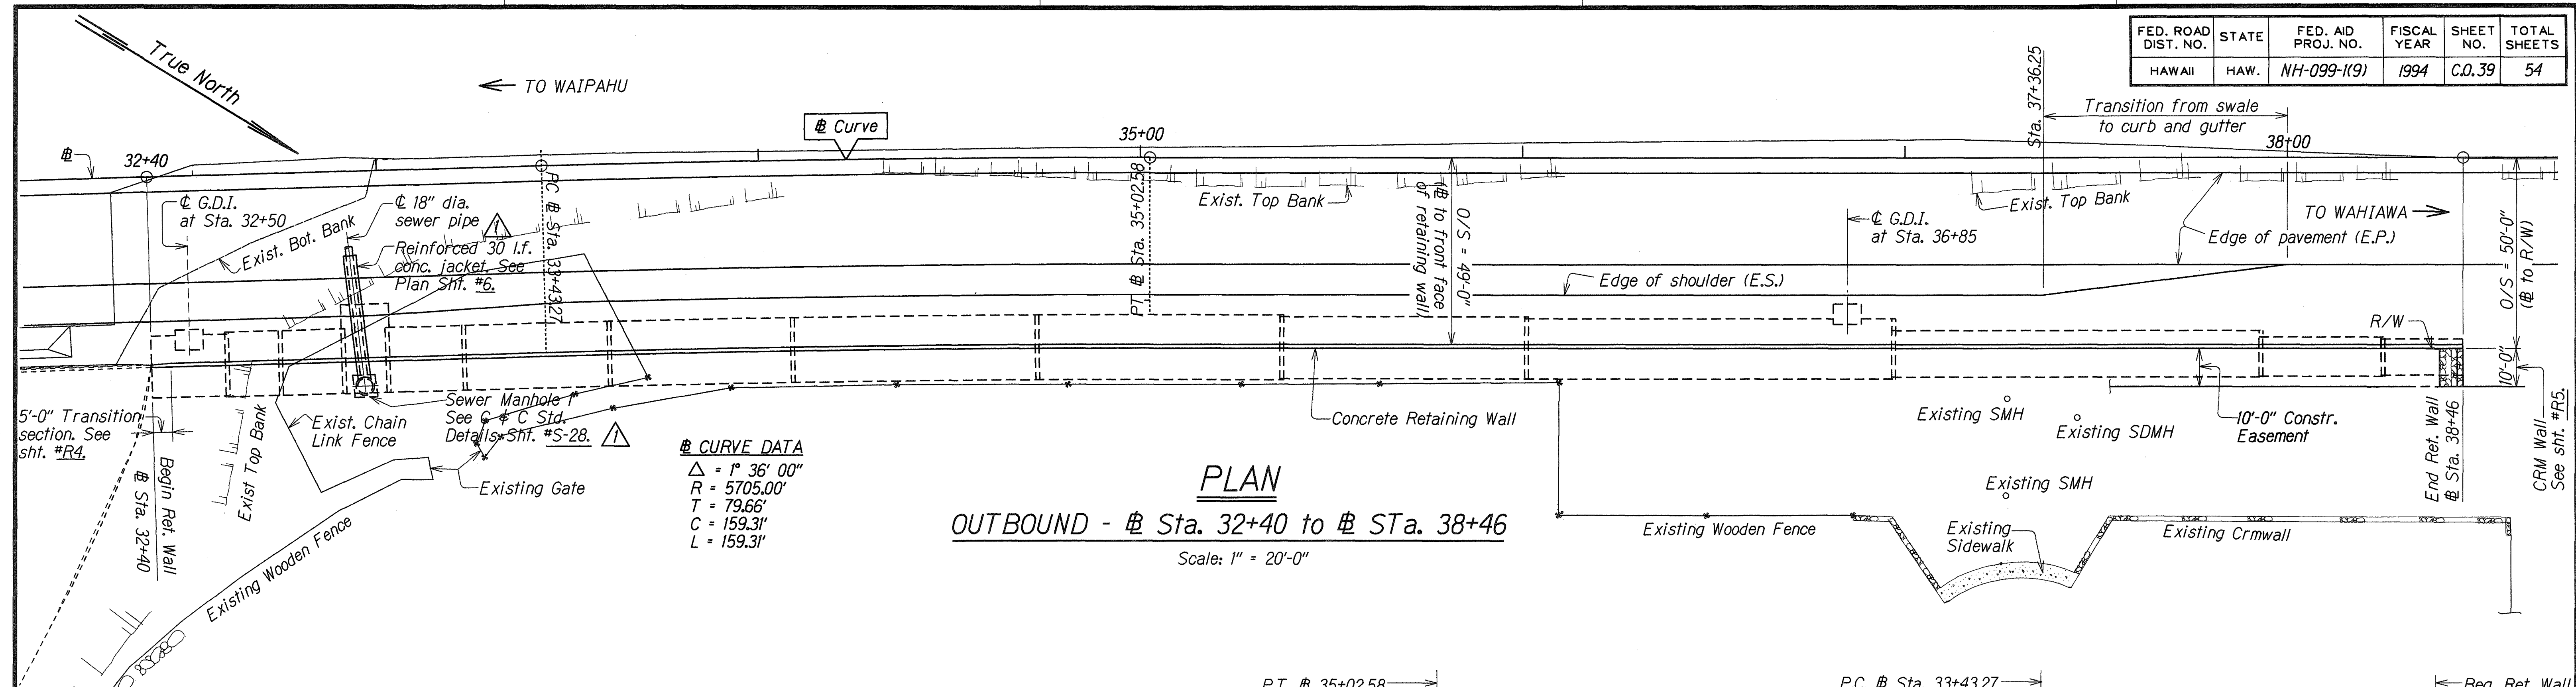 FED. ROAD DIST. NO. STATE FED. AID PROJ. NO. FISCAL YEAR SHEET NO. TOTAL SHEETS
HAWAII HAW. NH-099-1(9) 1994 C.O.39 54
True North
← TO WAIPAHU
℄ Curve
35+00
Sta. 37+36.25
Transition from swale
to curb and gutter
38+00
32+40
℄ G.D.I.
at Sta. 32+50
Exist. Bot. Bank
℄ 18" dia.
sewer pipe 1
Reinforced 30 l.f.
conc. jacket. See
Plan Sht. #6.
PC Sta. 33+43.27
PT Sta. 35+02.58
Exist. Top Bank
O/S = 49'-0"
(to front face
of retaining wall)
℄ G.D.I.
at Sta. 36+85
Exist. Top Bank
TO WAHIAWA →
Edge of pavement (E.P.)
Edge of shoulder (E.S.)
O/S = 50'-0"
(to R/W)
R/W
10'-0"
5'-0" Transition
section. See
sht. #R4.
Begin Ret. Wall
Sta. 32+40
Exist Top Bank
Exist. Chain
Link Fence
Sewer Manhole 1
See C & C Std.
Details Sht. #S-28. 1
Existing Gate
Existing Wooden Fence
CURVE DATA
△ = 1° 36' 00"
R = 5705.00'
T = 79.66'
C = 159.31'
L = 159.31'
Concrete Retaining Wall
PLAN
OUTBOUND - Sta. 32+40 to STa. 38+46
Scale: 1" = 20'-0"
Existing SMH
Existing SDMH
10'-0" Constr.
Easement
End Ret. Wall
Sta. 38+46
CRM Wall
See sht. #R5.
Existing SMH
Existing Wooden Fence
Existing
Sidewalk
Existing Crmwall
P.T. 35+02.58
P.C. Sta. 33+43.27
Beg. Ret. Wall